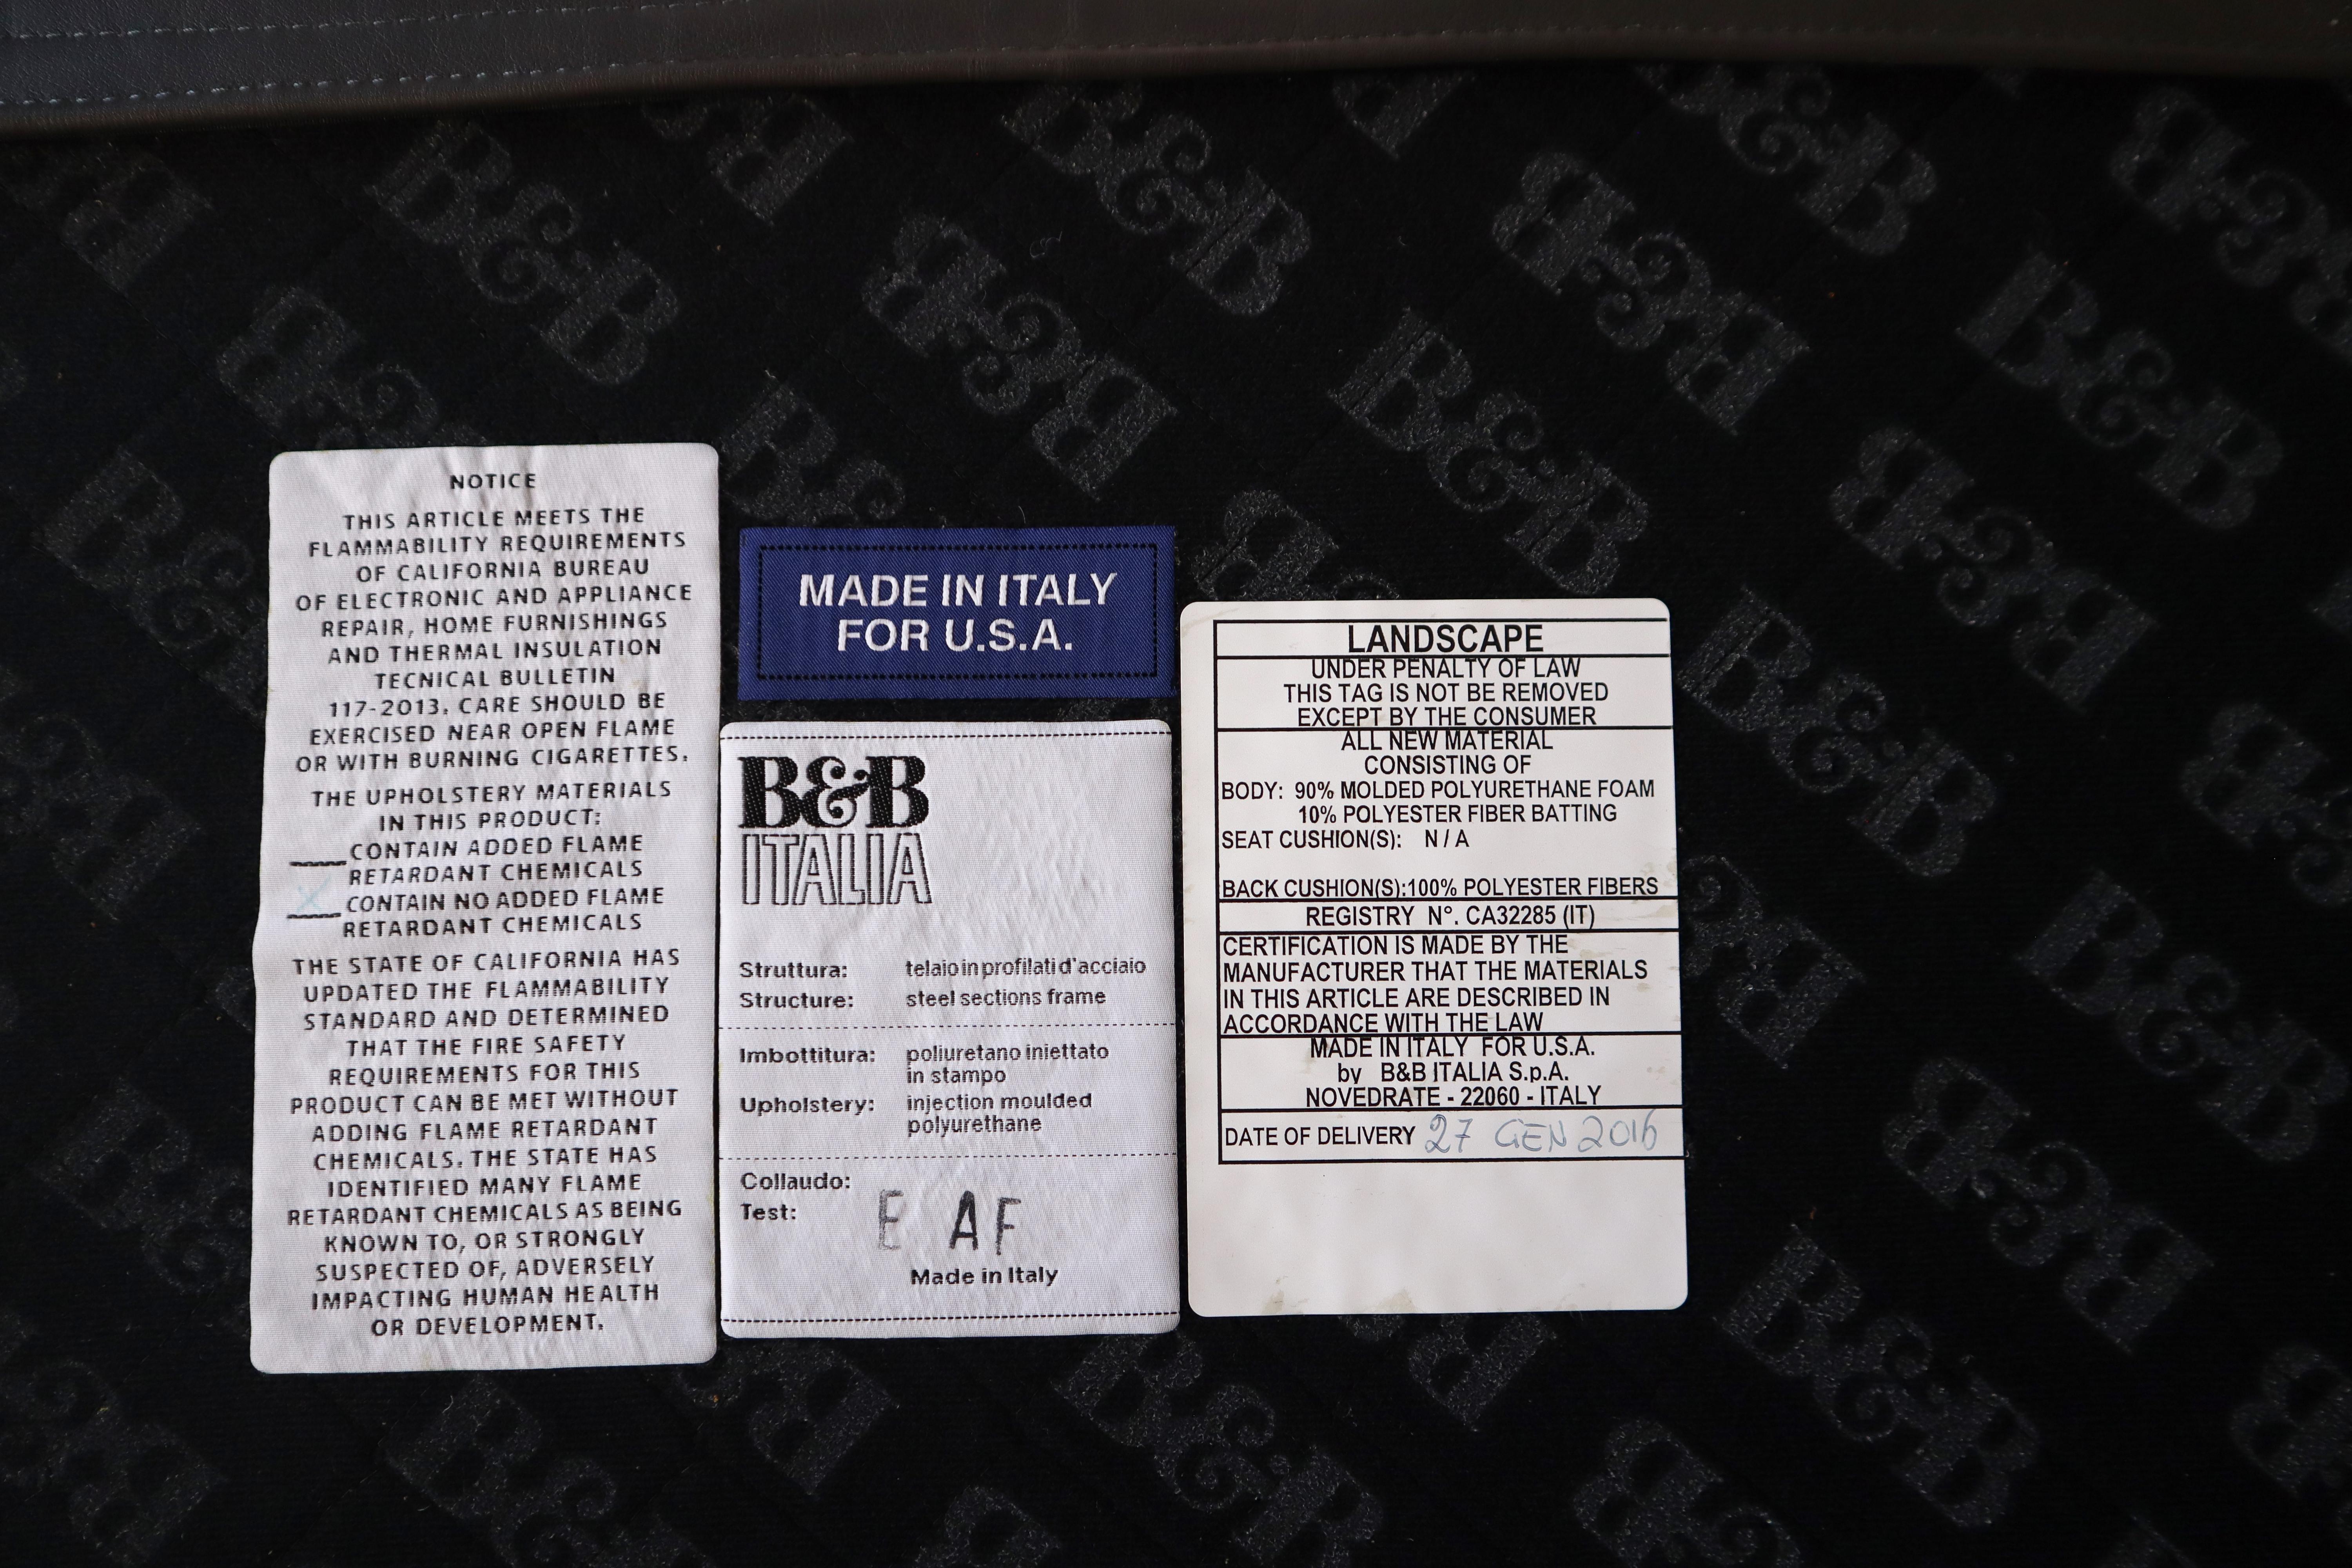 NOTICE
THIS ARTICLE MEETS THE
FLAMMABILITY REQUIREMENTS
OF CALIFORNIA BUREAU
OF ELECTRONIC AND APPLIANCE
REPAIR, HOME FURNISHINGS
AND THERMAL INSULATION
TECNICAL BULLETIN
117-2013. CARE SHOULD BE
EXERCISED NEAR OPEN FLAME
OR WITH BURNING CIGARETTES.
THE UPHOLSTERY MATERIALS
IN THIS PRODUCT:
___CONTAIN ADDED FLAME
RETARDANT CHEMICALS
_X_CONTAIN NO ADDED FLAME
RETARDANT CHEMICALS
THE STATE OF CALIFORNIA HAS
UPDATED THE FLAMMABILITY
STANDARD AND DETERMINED
THAT THE FIRE SAFETY
REQUIREMENTS FOR THIS
PRODUCT CAN BE MET WITHOUT
ADDING FLAME RETARDANT
CHEMICALS. THE STATE HAS
IDENTIFIED MANY FLAME
RETARDANT CHEMICALS AS BEING
KNOWN TO, OR STRONGLY
SUSPECTED OF, ADVERSELY
IMPACTING HUMAN HEALTH
OR DEVELOPMENT.
MADE IN ITALY
FOR U.S.A.
B&B
ITALIA
Struttura: telaio in profilati d'acciaio
Structure: steel sections frame
Imbottitura: poliuretano iniettato
in stampo
Upholstery: injection moulded
polyurethane
Collaudo:
Test: E AF
Made in Italy
LANDSCAPE
UNDER PENALTY OF LAW
THIS TAG IS NOT BE REMOVED
EXCEPT BY THE CONSUMER
ALL NEW MATERIAL
CONSISTING OF
BODY: 90% MOLDED POLYURETHANE FOAM
10% POLYESTER FIBER BATTING
SEAT CUSHION(S): N / A
BACK CUSHION(S):100% POLYESTER FIBERS
REGISTRY N°. CA32285 (IT)
CERTIFICATION IS MADE BY THE
MANUFACTURER THAT THE MATERIALS
IN THIS ARTICLE ARE DESCRIBED IN
ACCORDANCE WITH THE LAW
MADE IN ITALY FOR U.S.A.
by B&B ITALIA S.p.A.
NOVEDRATE - 22060 - ITALY
DATE OF DELIVERY 27 GEN 2016